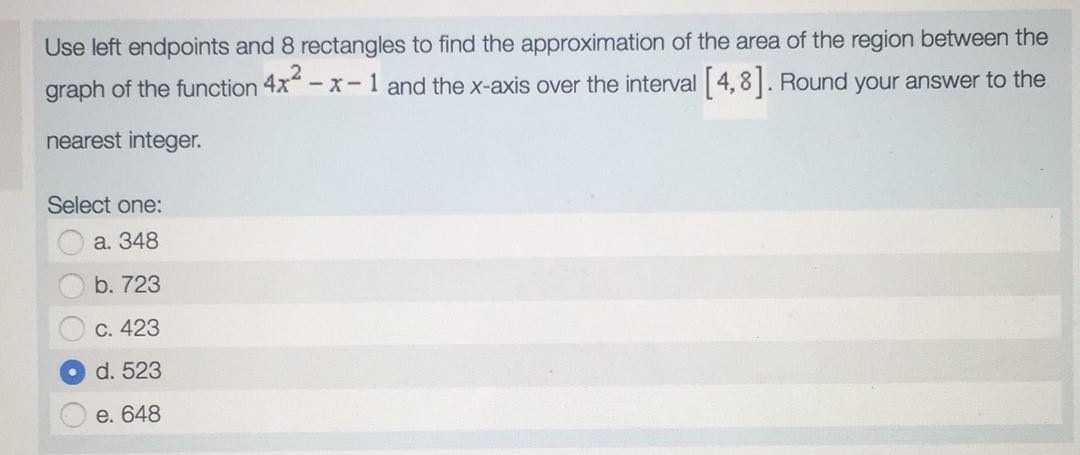 Use left endpoints and 8 rectangles to find the approximation of the area of the region between the
graph of the function 4x² – x – 1 and the x-axis over the interval [4,8]. Round your answer to the
nearest integer.
Select one:
a. 348
b. 723
c. 423
d. 523
e. 648